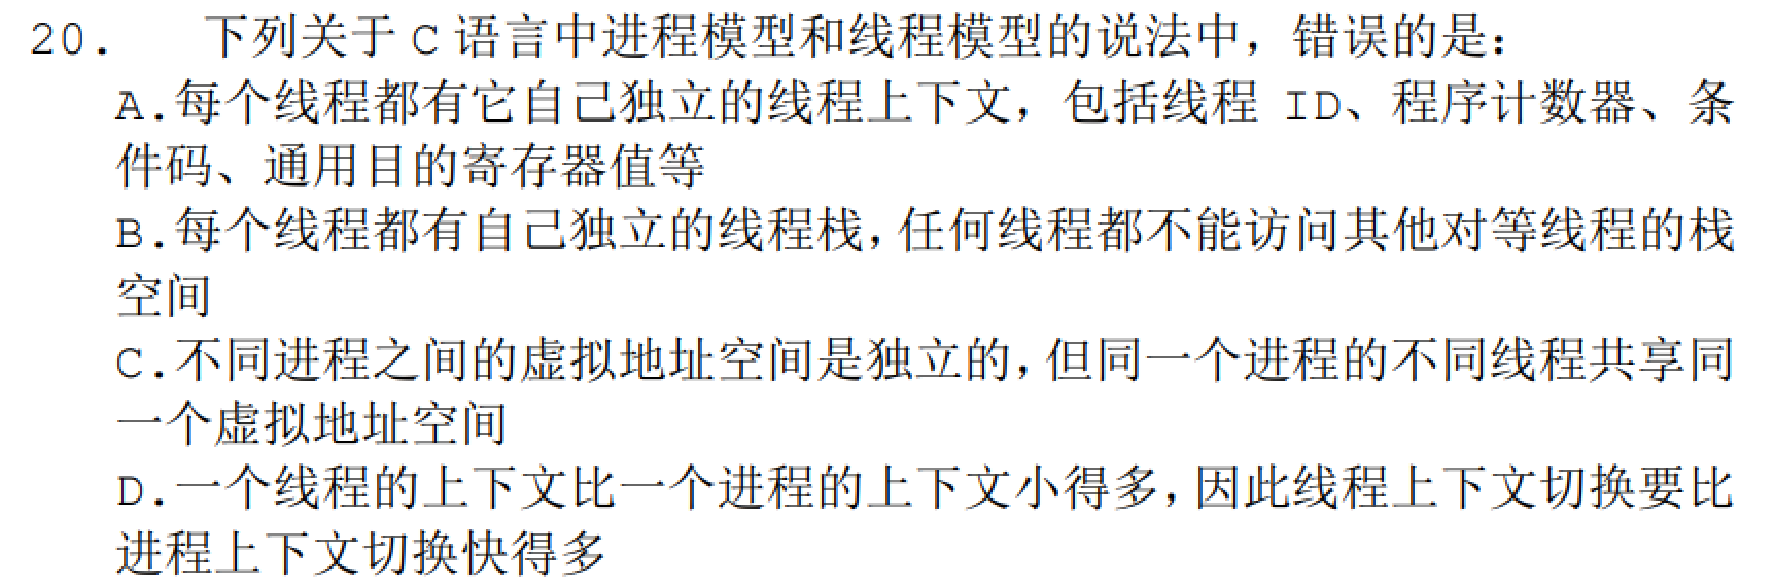 20. 下列关于 C 语言中进程模型和线程模型的说法中，错误的是：
A.每个线程都有它自己独立的线程上下文，包括线程 ID、程序计数器、条
件码、通用目的寄存器值等
B.每个线程都有自己独立的线程栈，任何线程都不能访问其他对等线程的栈
空间
C.不同进程之间的虚拟地址空间是独立的，但同一个进程的不同线程共享同
一个虚拟地址空间
D.一个线程的上下文比一个进程的上下文小得多，因此线程上下文切换要比
进程上下文切换快得多